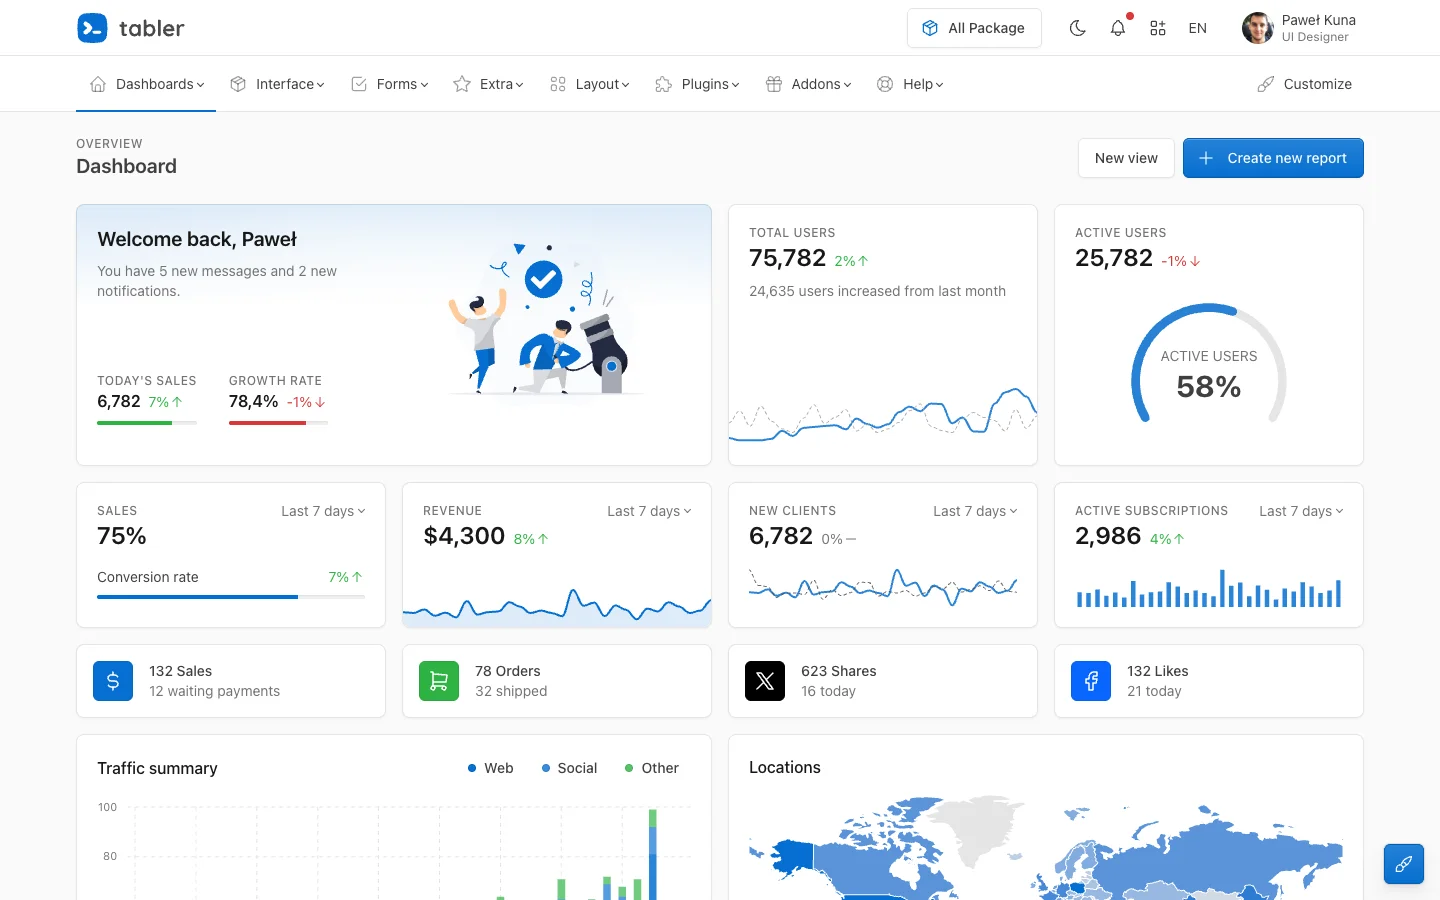 tabler
All Package
EN
Paweł Kuna
UI Designer
Dashboards
Interface
Forms
Extra
Layout
Plugins
Addons
Help
Customize
OVERVIEW
Dashboard
New view
Create new report
Welcome back, Paweł
You have 5 new messages and 2 new
notifications.
TODAY'S SALES
6,782 7%
GROWTH RATE
78,4% -1%
TOTAL USERS
75,782 2%
24,635 users increased from last month
ACTIVE USERS
25,782 -1%
ACTIVE USERS
58%
SALES
Last 7 days
75%
Conversion rate
7%
REVENUE
Last 7 days
$4,300 8%
NEW CLIENTS
Last 7 days
6,782 0%
ACTIVE SUBSCRIPTIONS
Last 7 days
2,986 4%
132 Sales
12 waiting payments
78 Orders
32 shipped
623 Shares
16 today
132 Likes
21 today
Traffic summary
Web
Social
Other
100
80
Locations